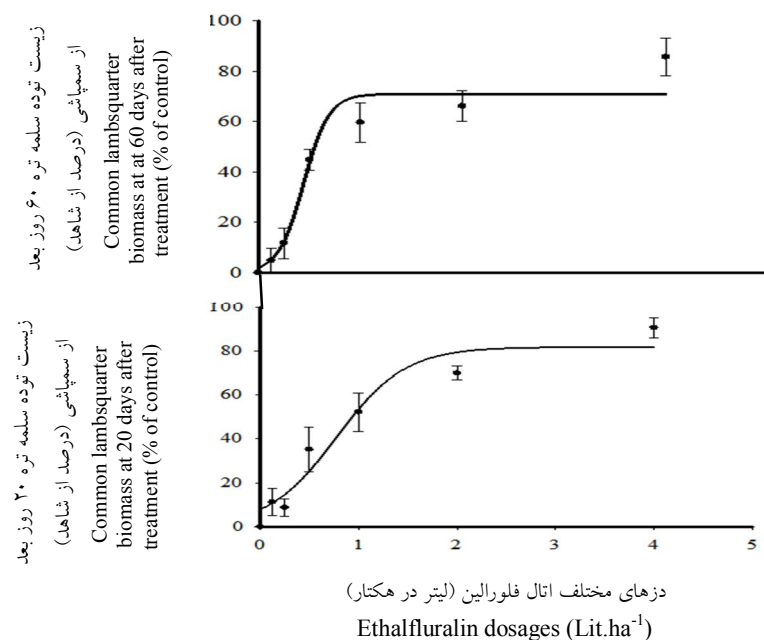 زیست توده سلمه تره ۶۰ روز بعد
از سمپاشی (درصد از شاهد)
Common lambsquarter
biomass at at 60 days after
treatment (% of control)
100
80
60
40
20
0
زیست توده سلمه تره ۲۰ روز بعد
از سمپاشی (درصد از شاهد)
Common lambsquarter
biomass at 20 days after
treatment (% of control)
100
80
60
40
20
0
0 1 2 3 4 5
دزهای مختلف اتال فلورالین (لیتر در هکتار)
Ethalfluralin dosages (Lit.ha⁻¹)